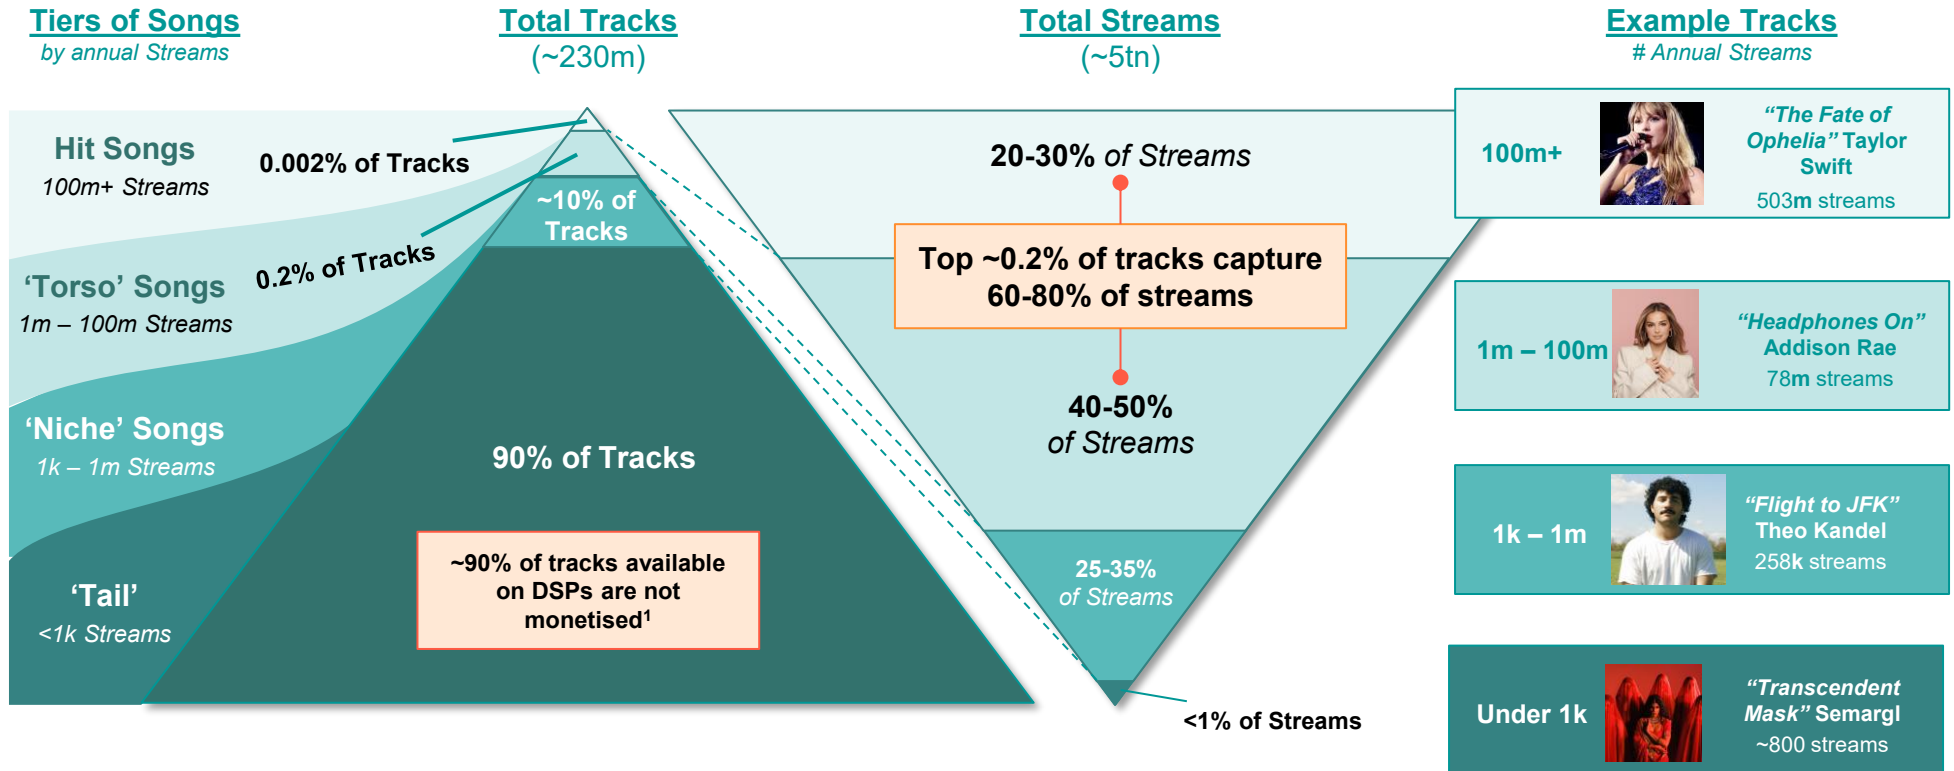 Tiers of Songs
by annual Streams
Total Tracks
(~230m)
Total Streams
(~5tn)
Example Tracks
# Annual Streams
Hit Songs
100m+ Streams
0.002% of Tracks
‘Torso’ Songs
1m – 100m Streams
0.2% of Tracks
‘Niche’ Songs
1k – 1m Streams
‘Tail’
<1k Streams
~10% of
Tracks
90% of Tracks
~90% of tracks available
on DSPs are not
monetised¹
20-30% of Streams
Top ~0.2% of tracks capture
60-80% of streams
40-50%
of Streams
25-35%
of Streams
<1% of Streams
100m+
“The Fate of
Ophelia” Taylor
Swift
503m streams
1m – 100m
“Headphones On”
Addison Rae
78m streams
1k – 1m
“Flight to JFK”
Theo Kandel
258k streams
Under 1k
“Transcendent
Mask” Semargl
~800 streams